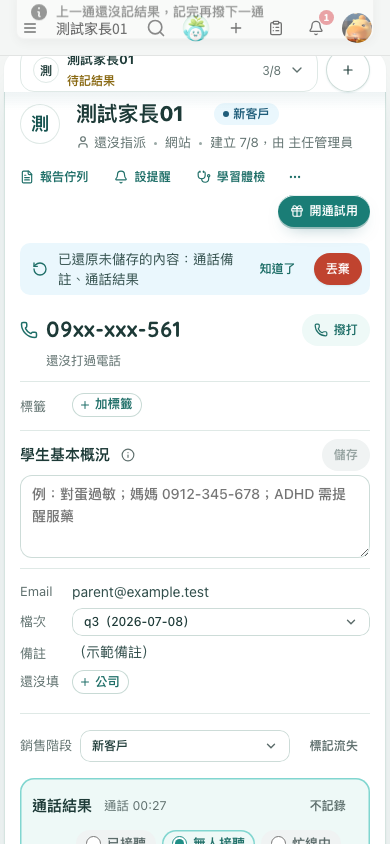 上一通還沒記結果，記完再撥下一通
測試家長01
1
測
測試家長01
待記結果
3/8
測
測試家長01
新客戶
還沒指派 · 網站 · 建立 7/8，由 主任管理員
報告佇列
設提醒
學習體檢
開通試用
已還原未儲存的內容：通話備註、通話結果
知道了
丟棄
09xx-xxx-561
撥打
還沒打過電話
標籤
+ 加標籤
學生基本概況
儲存
例：對蛋過敏；媽媽 0912-345-678；ADHD 需提
醒服藥
Email
parent@example.test
檔次
q3（2026-07-08）
備註
（示範備註）
還沒填
+ 公司
銷售階段
新客戶
標記流失
通話結果
通話 00:27
不記錄
已接聽
無人接聽
忙線中